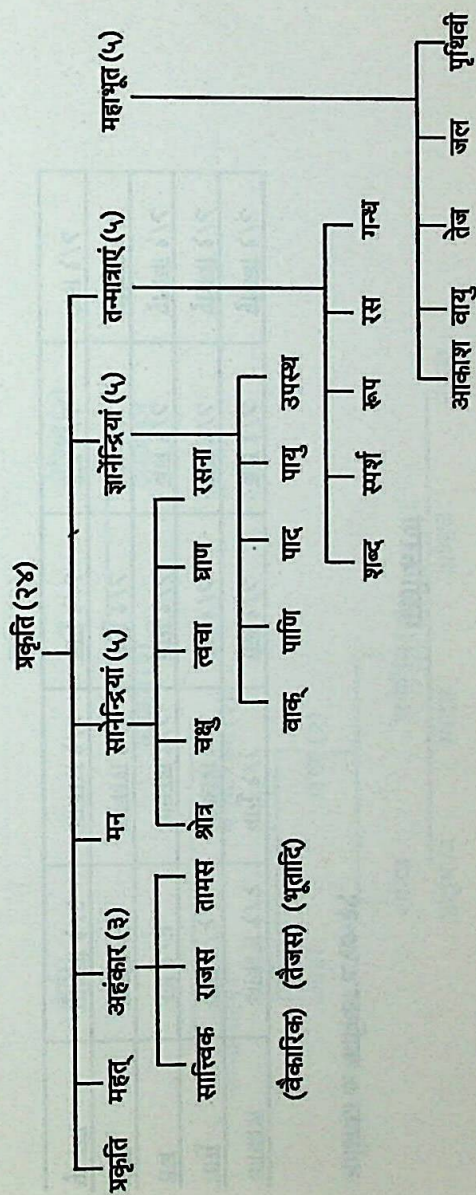 प्रकृति (२४)
प्रकृति महत् अहंकार (३) मन सानेन्द्रियां (५) ज्ञानेन्द्रियां (५) तन्मात्राएं (५) महाभूत (५)
सात्त्विक राजस तामस श्रोत्र चक्षु त्वचा घ्राण रसना
(वैकारिक) (तैजस) (भूतादि) वाक् पाणि पाद पायु उपस्थ
शब्द स्पर्श रूप रस गन्ध
आकाश वायु तेज जल पृथिवी